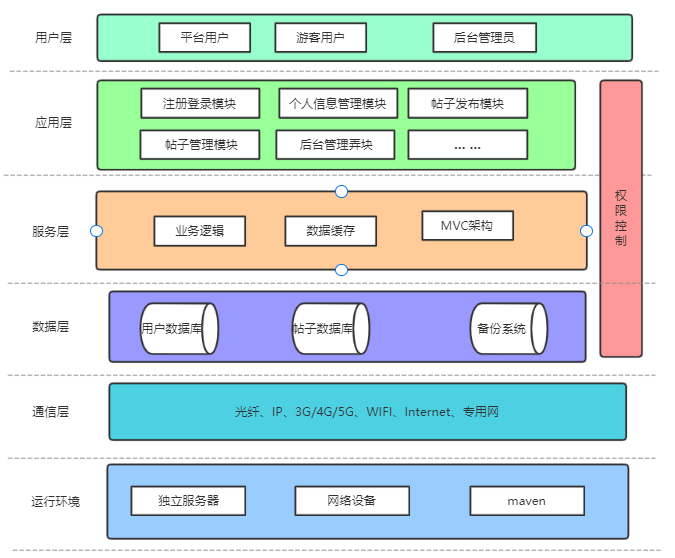 用户层
平台用户
游客用户
后台管理员
应用层
注册登录模块
个人信息管理模块
帖子发布模块
帖子管理模块
后台管理弄块
... ...
权限控制
服务层
业务逻辑
数据缓存
MVC架构
数据层
用户数据库
帖子数据库
备份系统
通信层
光纤、IP、3G/4G/5G、WIFI、Internet、专用网
运行环境
独立服务器
网络设备
maven